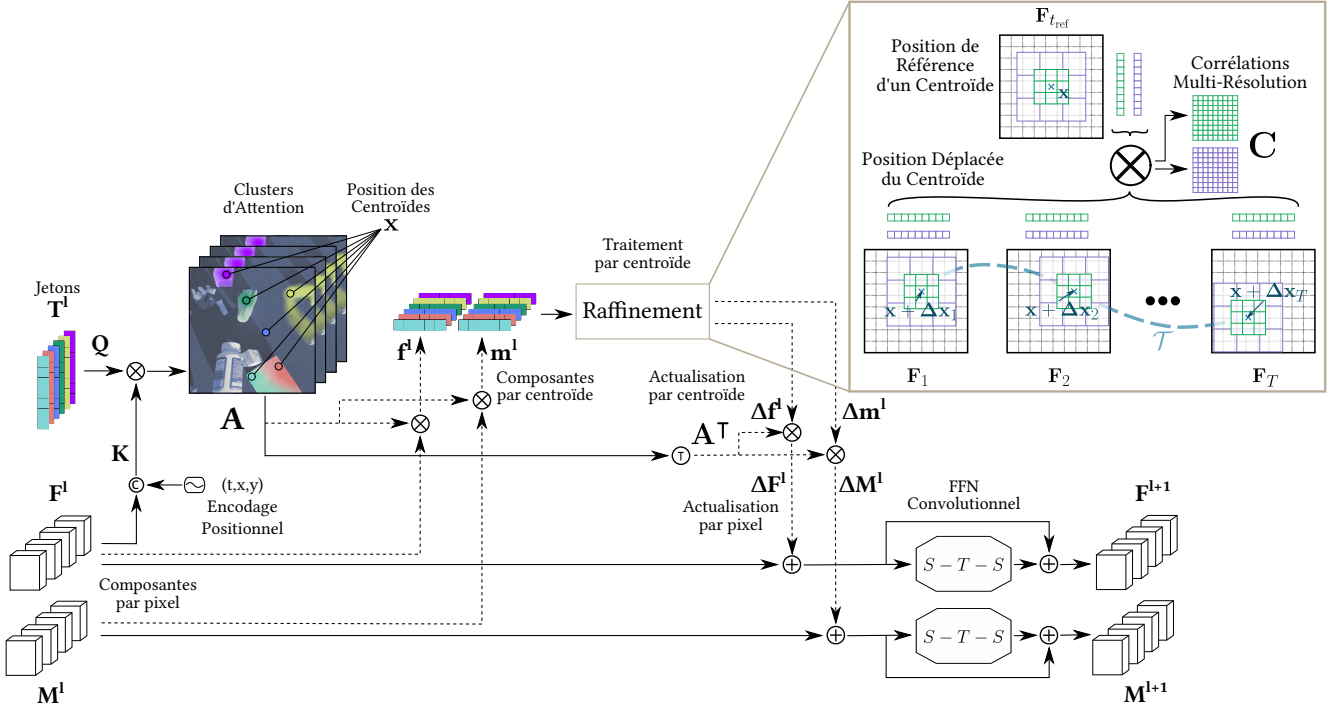 Jetons
T^l
Q
K
Clusters
d'Attention
Position des
Centroïdes
x
A
f^l
m^l
Composantes
par centroïde
Traitement
par centroïde
Raffinement
Actualisation
par centroïde
T
A^T
Δf^l
Δm^l
ΔF^l
ΔM^l
Actualisation
par pixel
F^l
C
(t,x,y)
Encodage
Positionnel
Composantes
par pixel
M^l
FFN
Convolutionnel
S – T – S
S – T – S
F^{l+1}
M^{l+1}
F_{t_ref}
Position de
Référence
d'un Centroïde
x
Corrélations
Multi-Résolution
C
Position Déplacée
du Centroïde
x + Δx_1
x + Δx_2
x + Δx_T
𝒯
F_1
F_2
F_T